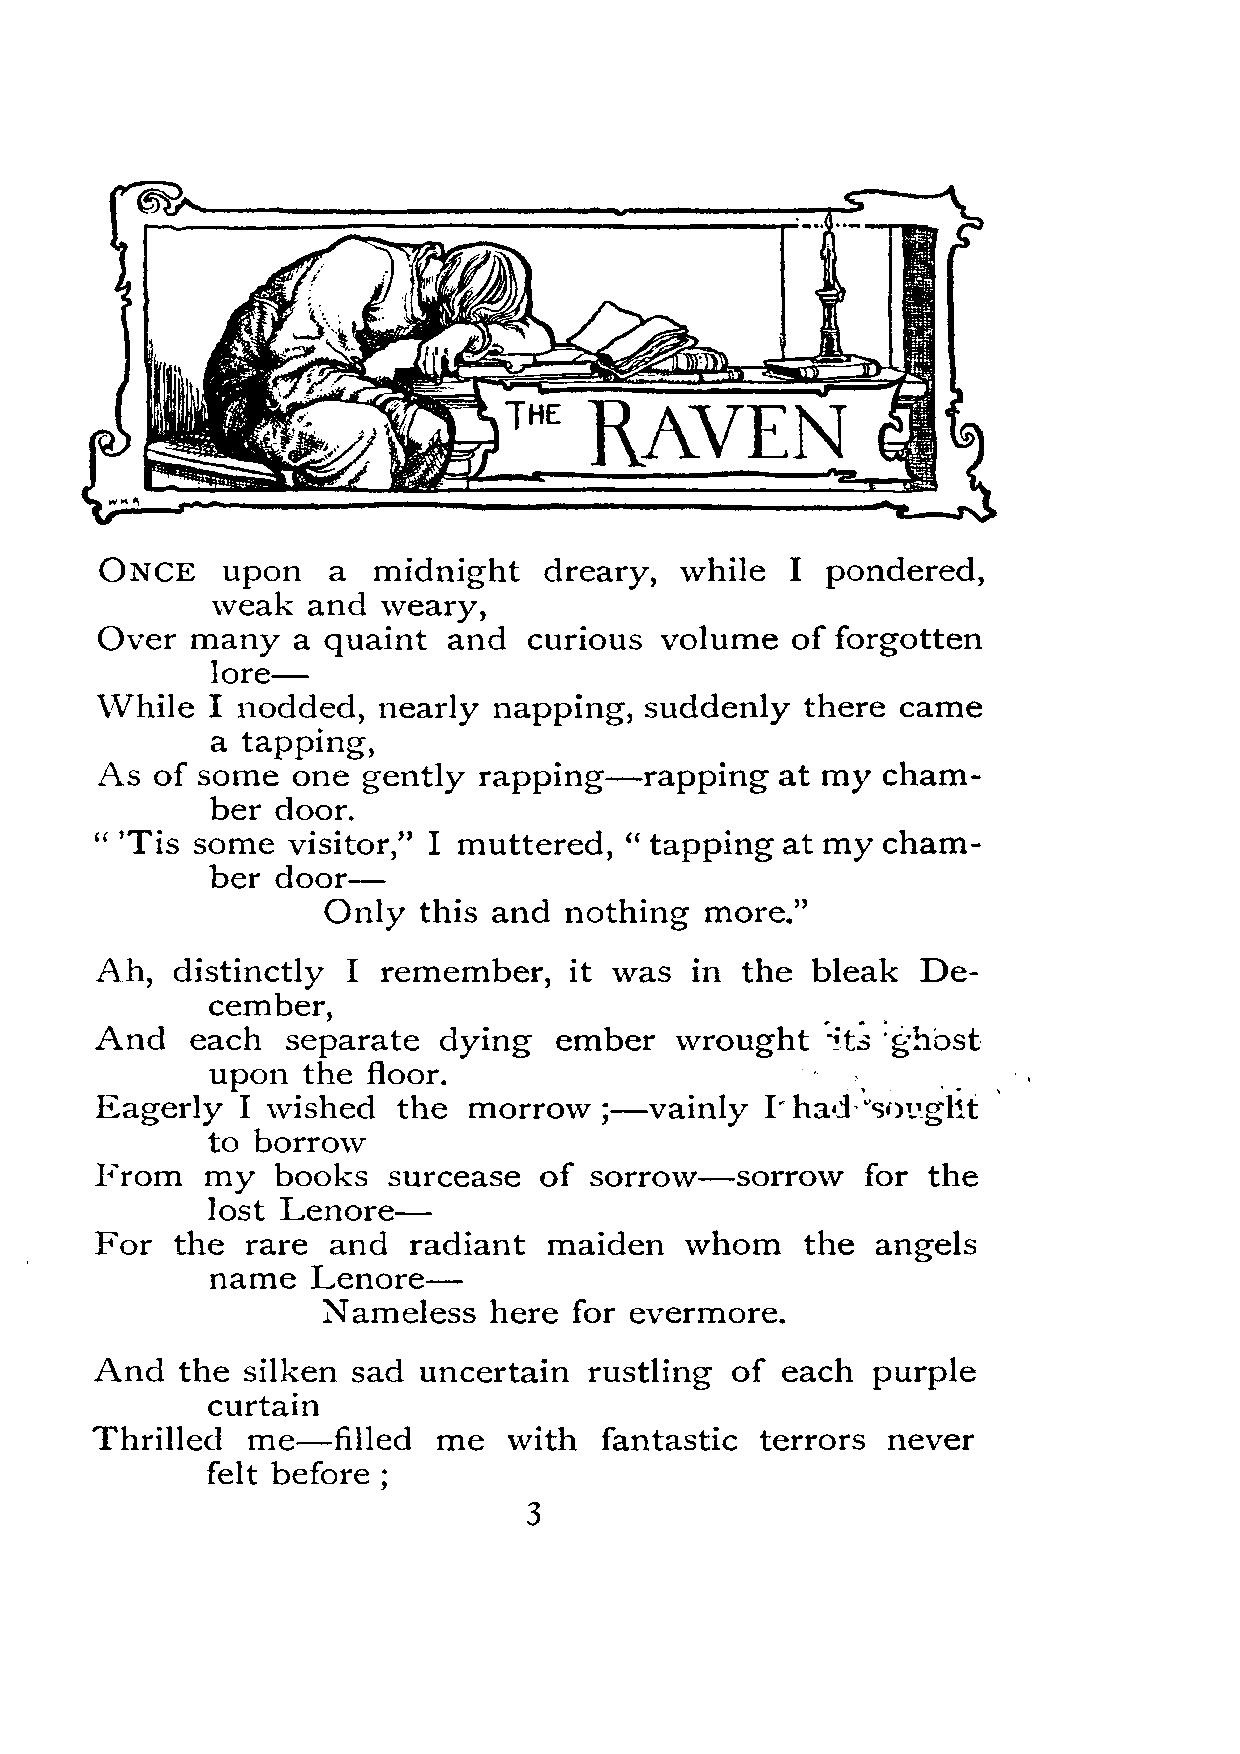 THE RAVEN
W H R
ONCE upon a midnight dreary, while I pondered,
weak and weary,
Over many a quaint and curious volume of forgotten
lore—
While I nodded, nearly napping, suddenly there came
a tapping,
As of some one gently rapping—rapping at my cham-
ber door.
“ 'Tis some visitor,” I muttered, “ tapping at my cham-
ber door—
Only this and nothing more.”
Ah, distinctly I remember, it was in the bleak De-
cember,
And each separate dying ember wrought its ghost
upon the floor.
Eagerly I wished the morrow ;—vainly I had sought
to borrow
From my books surcease of sorrow—sorrow for the
lost Lenore—
For the rare and radiant maiden whom the angels
name Lenore—
Nameless here for evermore.
And the silken sad uncertain rustling of each purple
curtain
Thrilled me—filled me with fantastic terrors never
felt before ;
3